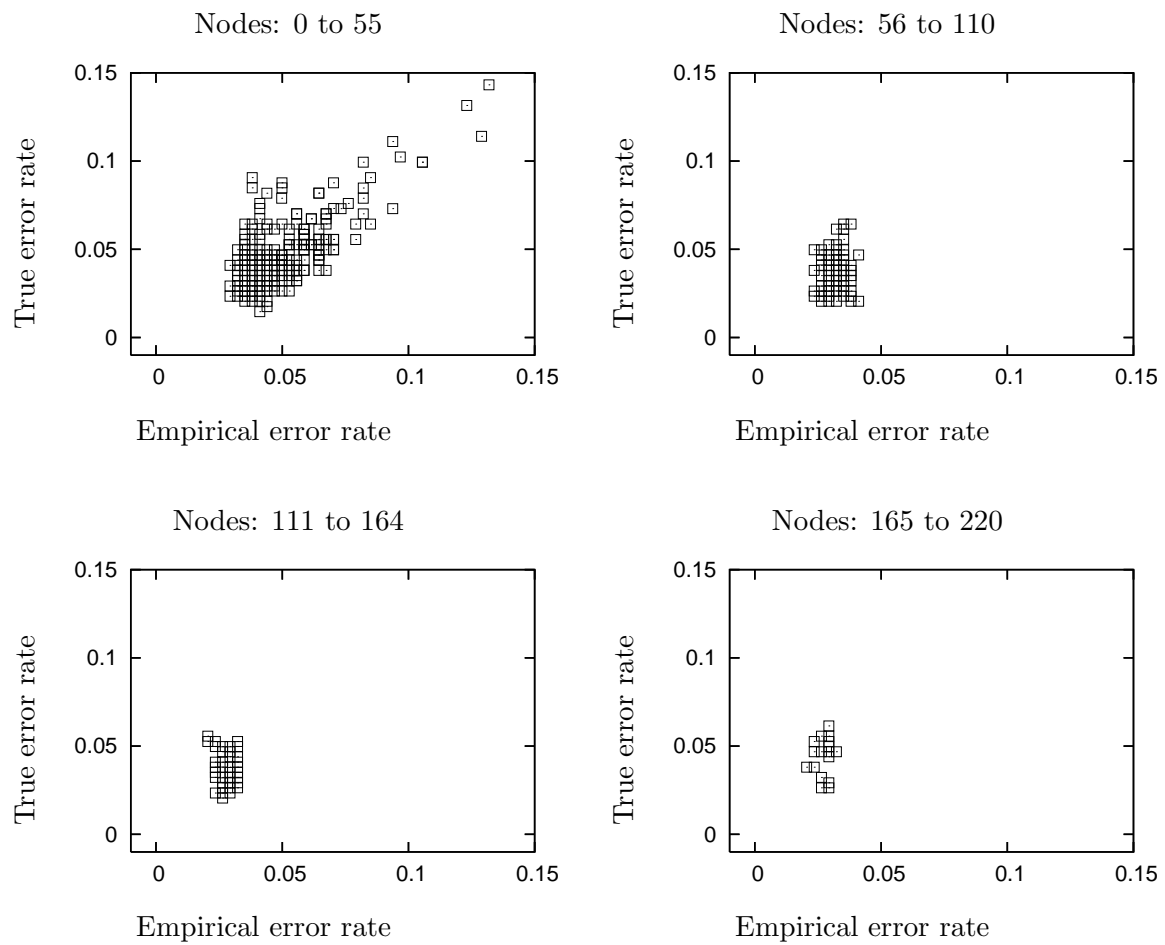 Nodes: 0 to 55
0.15
0.1
0.05
0
True error rate
0
0.05
0.1
0.15
Empirical error rate
Nodes: 56 to 110
0.15
0.1
0.05
0
True error rate
0
0.05
0.1
0.15
Empirical error rate
Nodes: 111 to 164
0.15
0.1
0.05
0
True error rate
0
0.05
0.1
0.15
Empirical error rate
Nodes: 165 to 220
0.15
0.1
0.05
0
True error rate
0
0.05
0.1
0.15
Empirical error rate